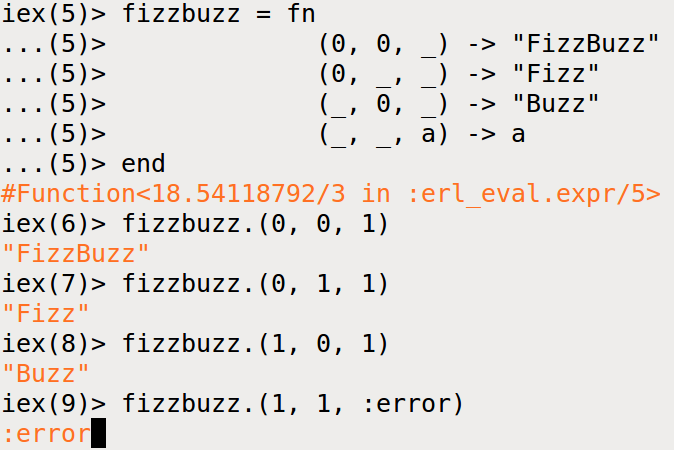 iex(5)> fizzbuzz = fn
...(5)>              (0, 0, _) -> "FizzBuzz"
...(5)>              (0, _, _) -> "Fizz"
...(5)>              (_, 0, _) -> "Buzz"
...(5)>              (_, _, a) -> a
...(5)> end
#Function<18.54118792/3 in :erl_eval.expr/5>
iex(6)> fizzbuzz.(0, 0, 1)
"FizzBuzz"
iex(7)> fizzbuzz.(0, 1, 1)
"Fizz"
iex(8)> fizzbuzz.(1, 0, 1)
"Buzz"
iex(9)> fizzbuzz.(1, 1, :error)
:error